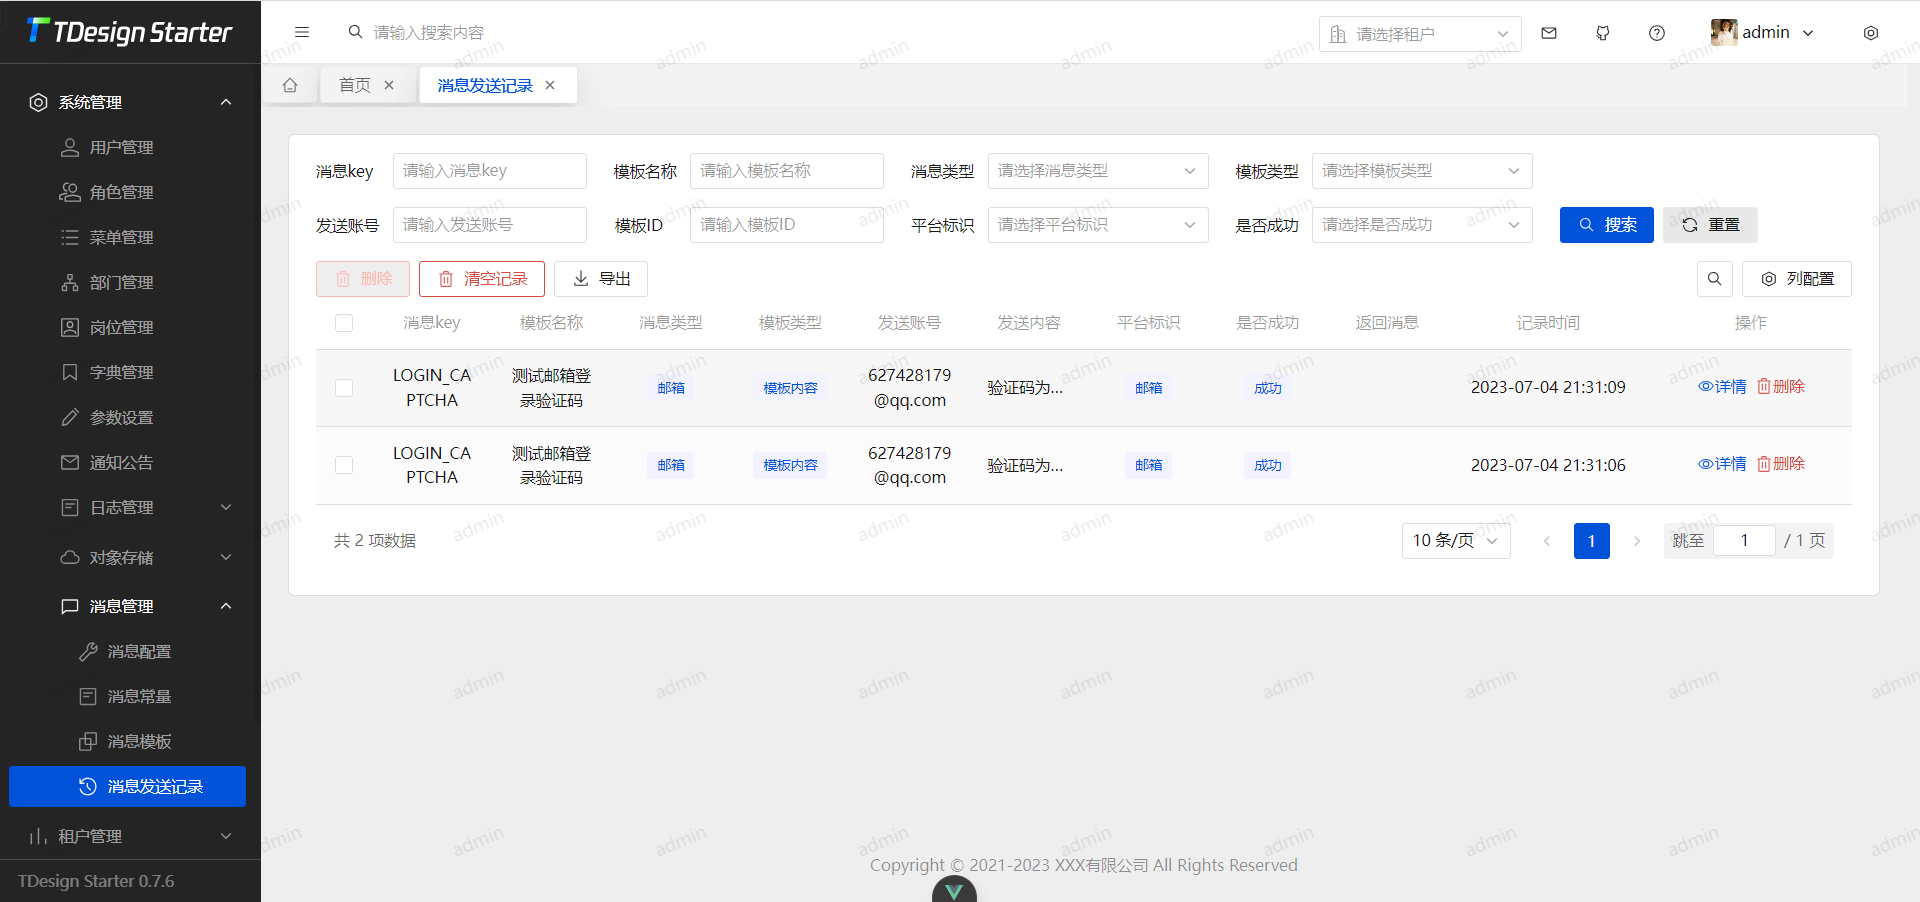 TDesign Starter
请输入搜索内容
请选择租户
admin
首页
消息发送记录
系统管理
用户管理
角色管理
菜单管理
部门管理
岗位管理
字典管理
参数设置
通知公告
日志管理
对象存储
消息管理
消息配置
消息常量
消息模板
消息发送记录
租户管理
TDesign Starter 0.7.6
消息key 请输入消息key 模板名称 请输入模板名称 消息类型 请选择消息类型 模板类型 请选择模板类型
发送账号 请输入发送账号 模板ID 请输入模板ID 平台标识 请选择平台标识 是否成功 请选择是否成功 搜索 重置
删除 清空记录 导出 列配置
消息key 模板名称 消息类型 模板类型 发送账号 发送内容 平台标识 是否成功 返回消息 记录时间 操作
LOGIN_CA 测试邮箱登 627428179
邮箱 模板内容 验证码为... 邮箱 成功 2023-07-04 21:31:09 详情 删除
PTCHA 录验证码 @qq.com
LOGIN_CA 测试邮箱登 627428179
邮箱 模板内容 验证码为... 邮箱 成功 2023-07-04 21:31:06 详情 删除
PTCHA 录验证码 @qq.com
共 2 项数据 10 条/页 1 跳至 1 / 1 页
Copyright © 2021-2023 XXX有限公司 All Rights Reserved